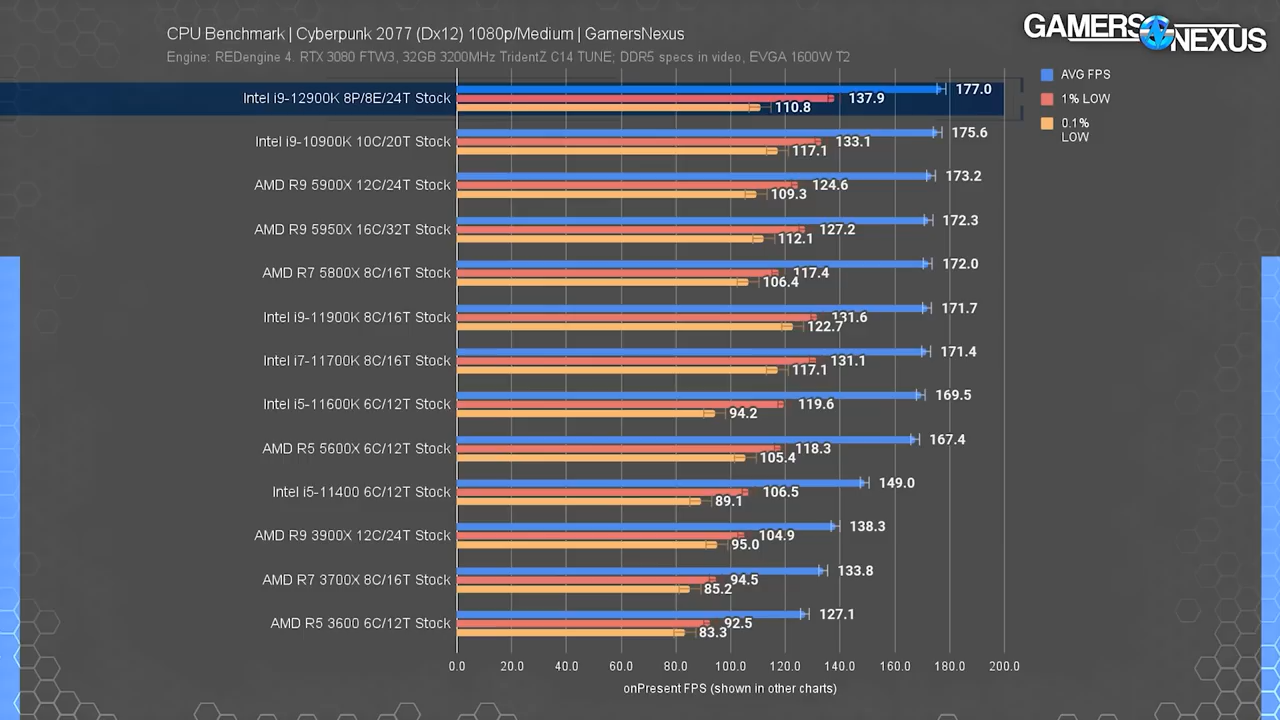 CPU Benchmark | Cyberpunk 2077 (Dx12) 1080p/Medium | GamersNexus
Engine: REDengine 4. RTX 3080 FTW3, 32GB 3200MHz TridentZ C14 TUNE; DDR5 specs in video, EVGA 1600W T2
GAMERS NEXUS
AVG FPS
1% LOW
0.1%
LOW
Intel i9-12900K 8P/8E/24T Stock 177.0 137.9 110.8
Intel i9-10900K 10C/20T Stock 175.6 133.1 117.1
AMD R9 5900X 12C/24T Stock 173.2 124.6 109.3
AMD R9 5950X 16C/32T Stock 172.3 127.2 112.1
AMD R7 5800X 8C/16T Stock 172.0 117.4 106.4
Intel i9-11900K 8C/16T Stock 171.7 131.6 122.7
Intel i7-11700K 8C/16T Stock 171.4 131.1 117.1
Intel i5-11600K 6C/12T Stock 169.5 119.6 94.2
AMD R5 5600X 6C/12T Stock 167.4 118.3 105.4
Intel i5-11400 6C/12T Stock 149.0 106.5 89.1
AMD R9 3900X 12C/24T Stock 138.3 104.9 95.0
AMD R7 3700X 8C/16T Stock 133.8 94.5 85.2
AMD R5 3600 6C/12T Stock 127.1 92.5 83.3
0.0 20.0 40.0 60.0 80.0 100.0 120.0 140.0 160.0 180.0 200.0
onPresent FPS (shown in other charts)